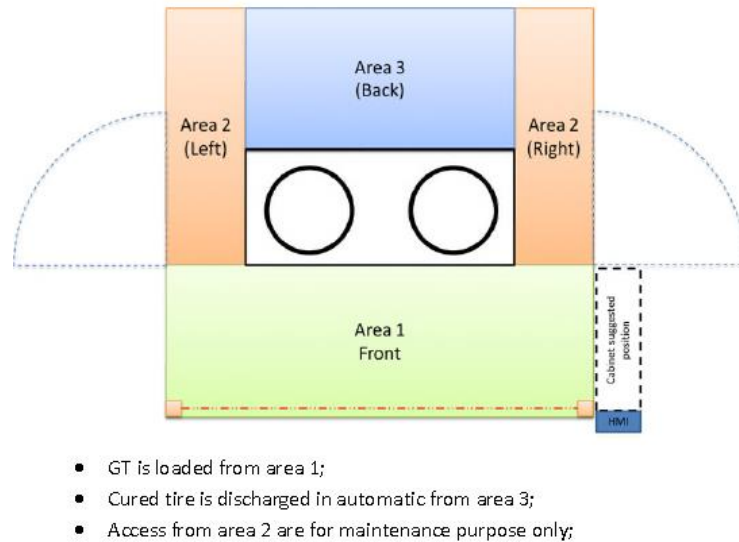 Area 3
(Back)
Area 2
(Left)
Area 2
(Right)
Area 1
Front
Cabinet suggested
position
HMI
• GT is loaded from area 1;
• Cured tire is discharged in automatic from area 3;
• Access from area 2 are for maintenance purpose only;